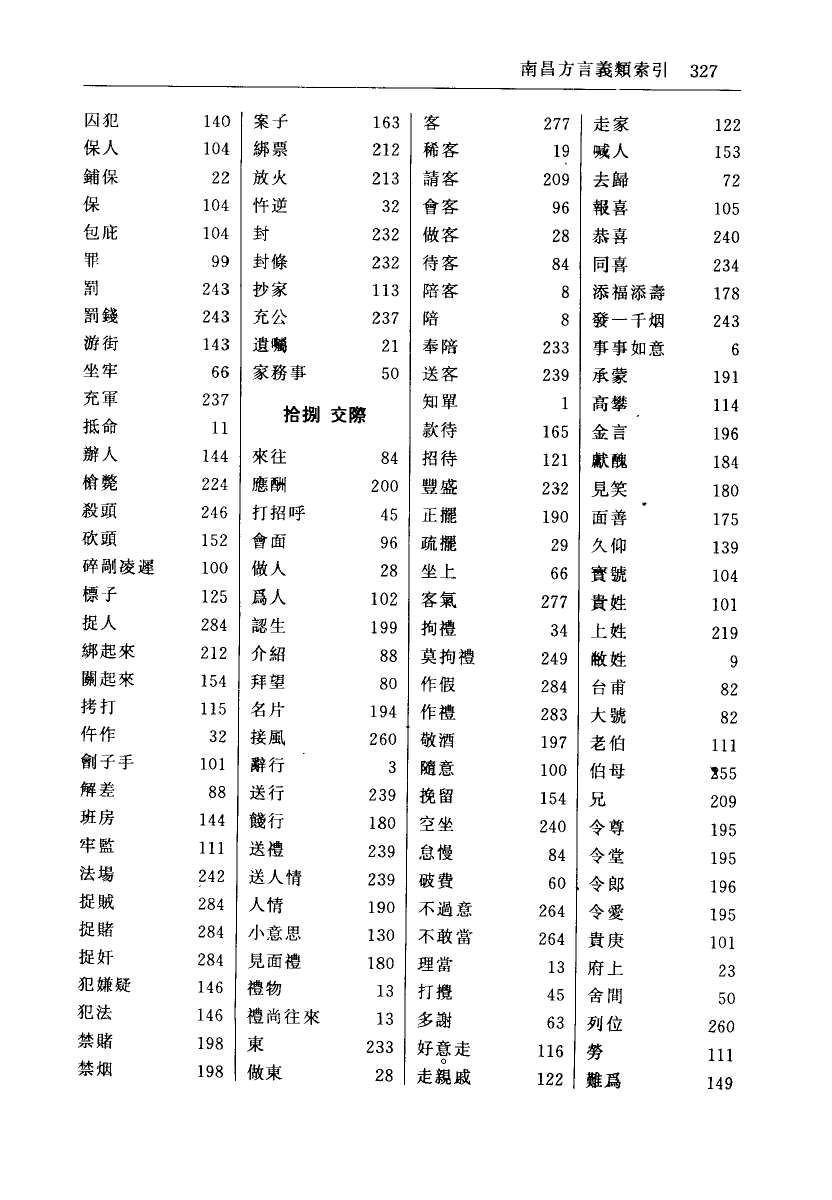 南昌方言義類索引 327
囚犯 140
保人 104
鋪保 22
保 104
包庇 104
罪 99
罰 243
罰錢 243
游街 143
坐牢 66
充軍 237
抵命 11
辦人 144
槍斃 224
殺頭 246
砍頭 152
碎剮凌遲 100
標子 125
捉人 284
綁起來 212
關起來 154
拷打 115
仵作 32
劊子手 101
解差 88
班房 144
牢監 111
法場 242
捉賊 284
捉賭 284
捉奸 284
犯嫌疑 146
犯法 146
禁賭 198
禁烟 198
案子 163
綁票 212
放火 213
忤逆 32
封 232
封條 232
抄家 113
充公 237
遺囑 21
家務事 50
拾捌 交際
來往 84
應酬 200
打招呼 45
會面 96
做人 28
爲人 102
認生 199
介紹 88
拜望 80
名片 194
接風 260
辭行 3
送行 239
餞行 180
送禮 239
送人情 239
人情 190
小意思 130
見面禮 180
禮物 13
禮尚往來 13
東 233
做東 28
客 277
稀客 19
請客 209
會客 96
做客 28
待客 84
陪客 8
陪 8
奉陪 233
送客 239
知單 1
款待 165
招待 121
豐盛 232
正擺 190
疏擺 29
坐上 66
客氣 277
拘禮 34
莫拘禮 249
作假 284
作禮 283
敬酒 197
隨意 100
挽留 154
空坐 240
怠慢 84
破費 60
不過意 264
不敢當 264
理當 13
打攪 45
多謝 63
好意走 116
走親戚 122
走家 122
喊人 153
去歸 72
報喜 105
恭喜 240
同喜 234
添福添壽 178
發一千烟 243
事事如意 6
承蒙 191
高攀 114
金言 196
獻醜 184
見笑 180
面善 175
久仰 139
寶號 104
貴姓 101
上姓 219
敝姓 9
台甫 82
大號 82
老伯 111
伯母 255
兄 209
令尊 195
令堂 195
令郎 196
令愛 195
貴庚 101
府上 23
舍間 50
列位 260
勞 111
難爲 149